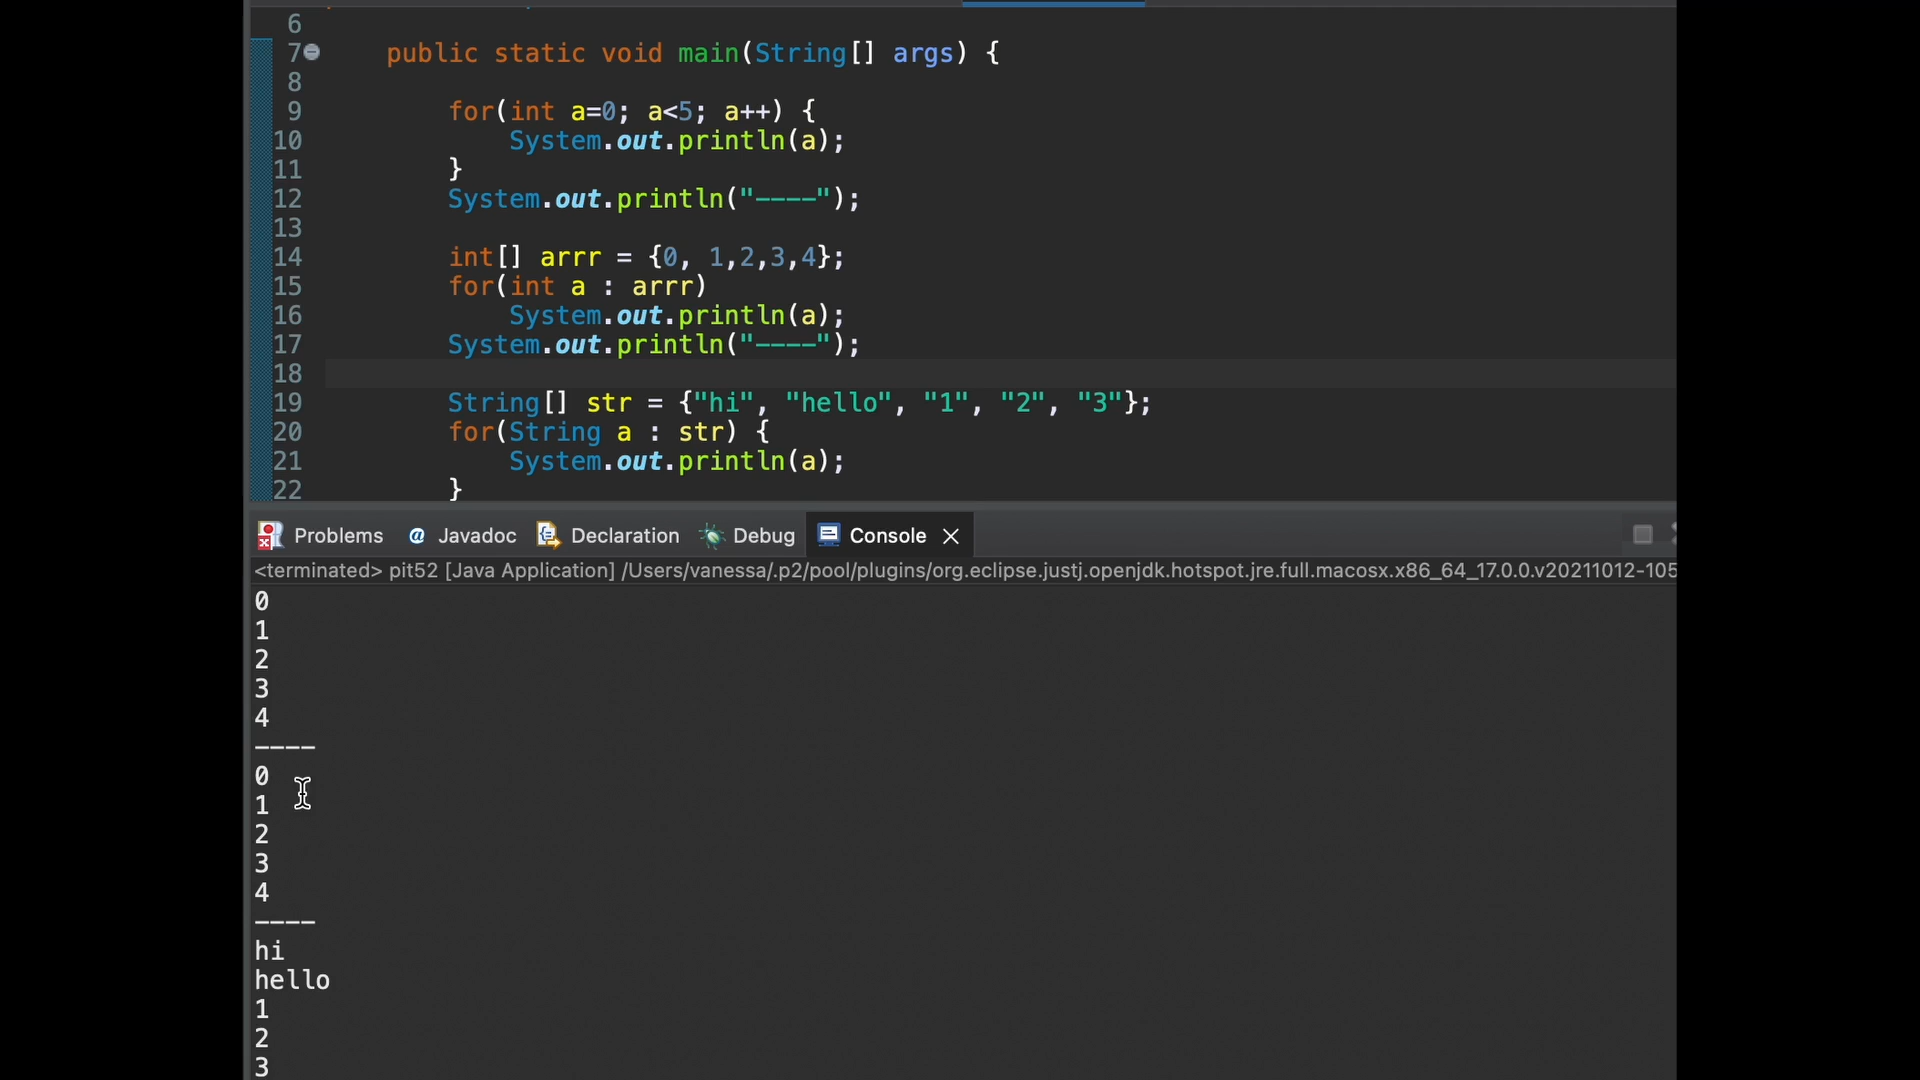 6
7 public static void main(String[] args) {
8
9 for(int a=0; a<5; a++) {
10 System.out.println(a);
11 }
12 System.out.println("----");
13
14 int[] arrr = {0, 1,2,3,4};
15 for(int a : arrr)
16 System.out.println(a);
17 System.out.println("----");
18
19 String[] str = {"hi", "hello", "1", "2", "3"};
20 for(String a : str) {
21 System.out.println(a);
22 }
Problems @ Javadoc Declaration Debug Console
<terminated> pit52 [Java Application] /Users/vanessa/.p2/pool/plugins/org.eclipse.justj.openjdk.hotspot.jre.full.macosx.x86_64_17.0.0.v20211012-105
0
1
2
3
4
----
0
1
2
3
4
----
hi
hello
1
2
3